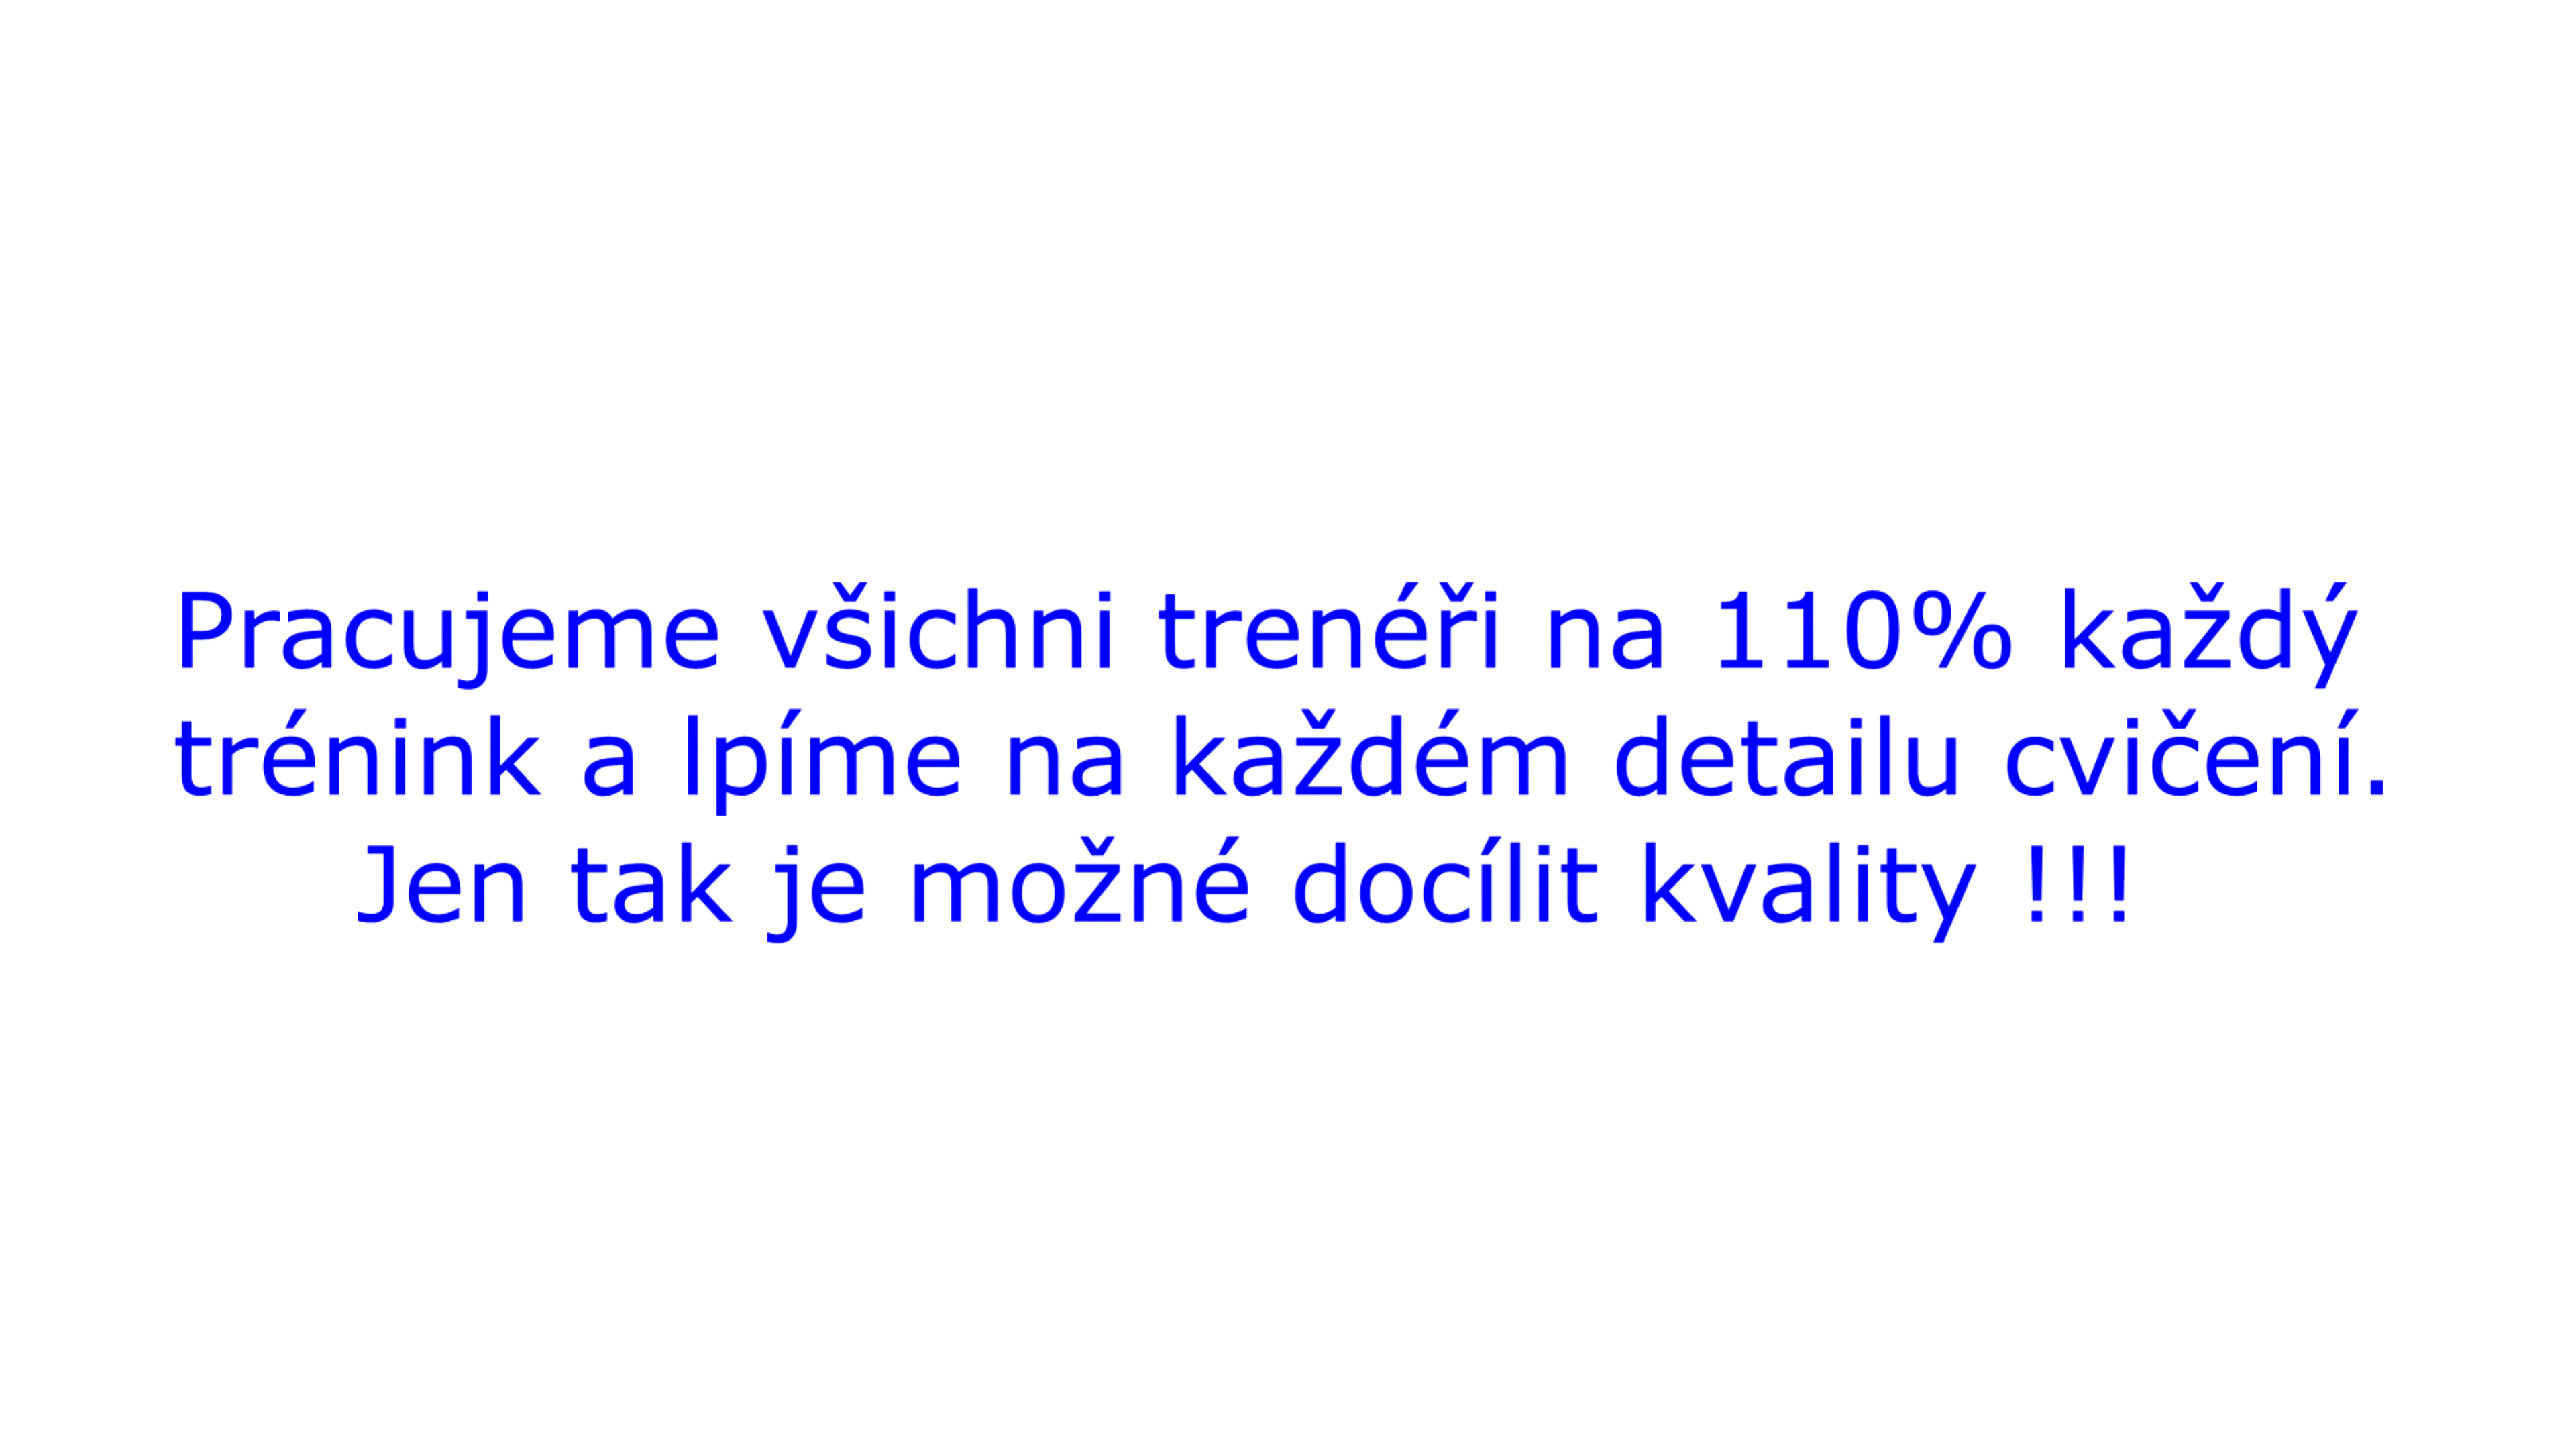 Pracujeme všichni trenéři na 110% každý
trénink a lpíme na každém detailu cvičení.
Jen tak je možné docílit kvality !!!